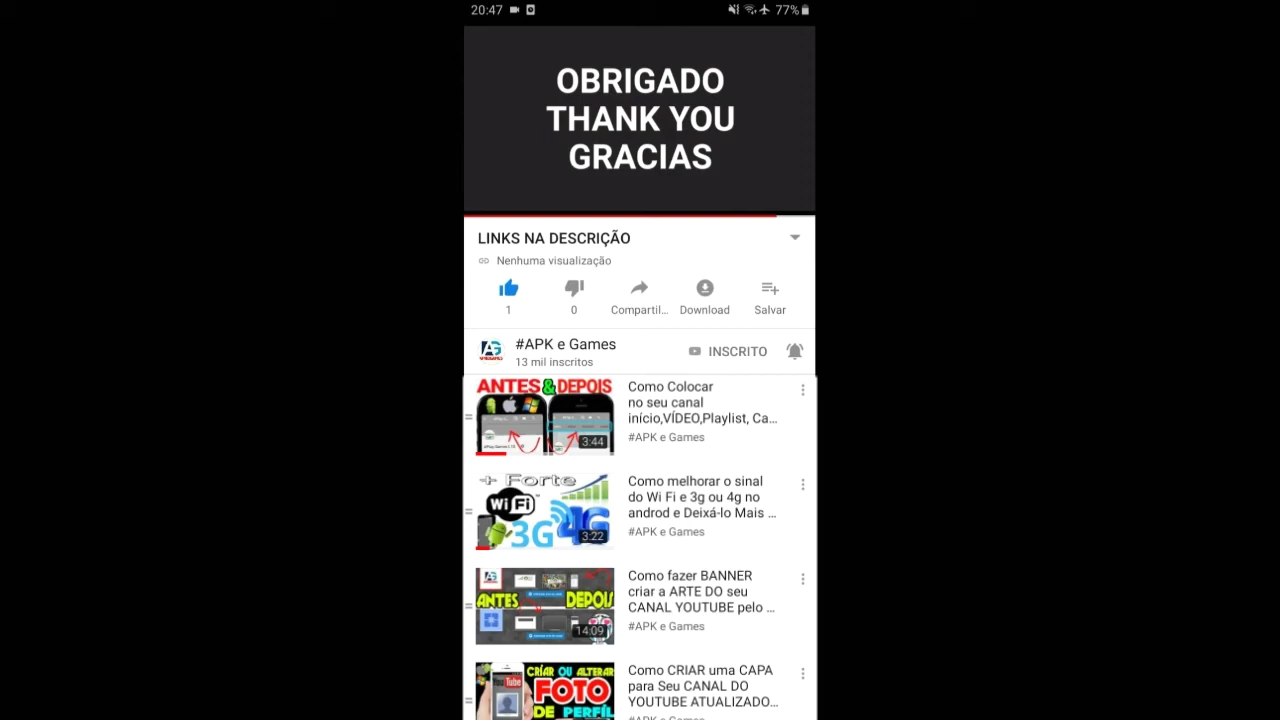 20:47
77%
OBRIGADO
THANK YOU
GRACIAS
LINKS NA DESCRIÇÃO
Nenhuma visualização
1
0
Compartil...
Download
Salvar
#APK e Games
INSCRITO
13 mil inscritos
ANTES & DEPOIS
3:44
Como Colocar
no seu canal
início,VÍDEO,Playlist, Ca...
#APK e Games
+ Forte
Wi Fi
3G 4G
3:22
Como melhorar o sinal
do Wi Fi e 3g ou 4g no
androd e Deixá-lo Mais ...
#APK e Games
ANTES DEPOIS
14:09
Como fazer BANNER
criar a ARTE DO seu
CANAL YOUTUBE pelo ...
#APK e Games
CRIAR OU ALTERAR
YouTube
FOTO
DE PERFIL
Como CRIAR uma CAPA
para Seu CANAL DO
YOUTUBE ATUALIZADO...
#APK e Games